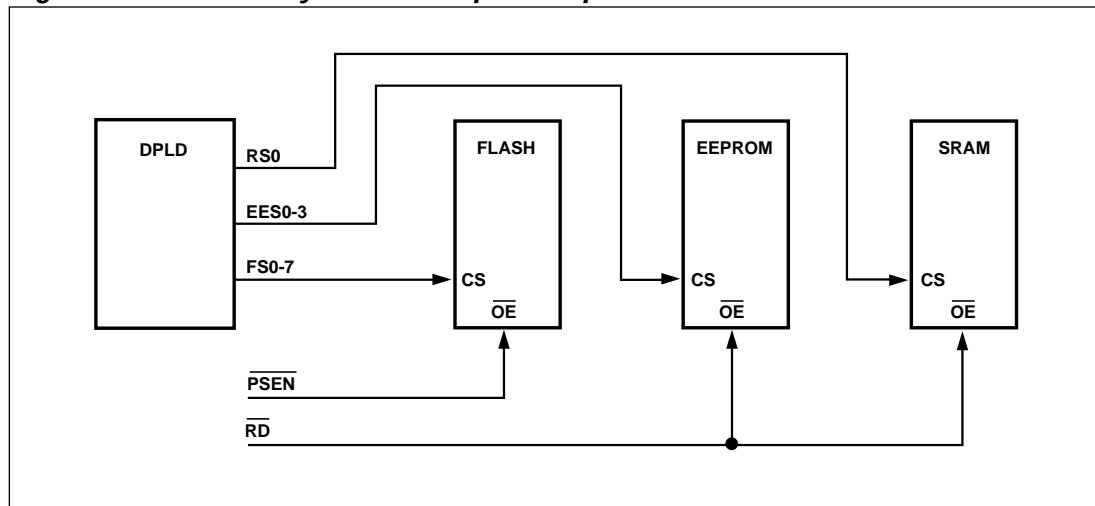 DPLD
RS0
EES0-3
FS0-7
FLASH
CS
OE
EEPROM
CS
OE
SRAM
CS
OE
PSEN
RD